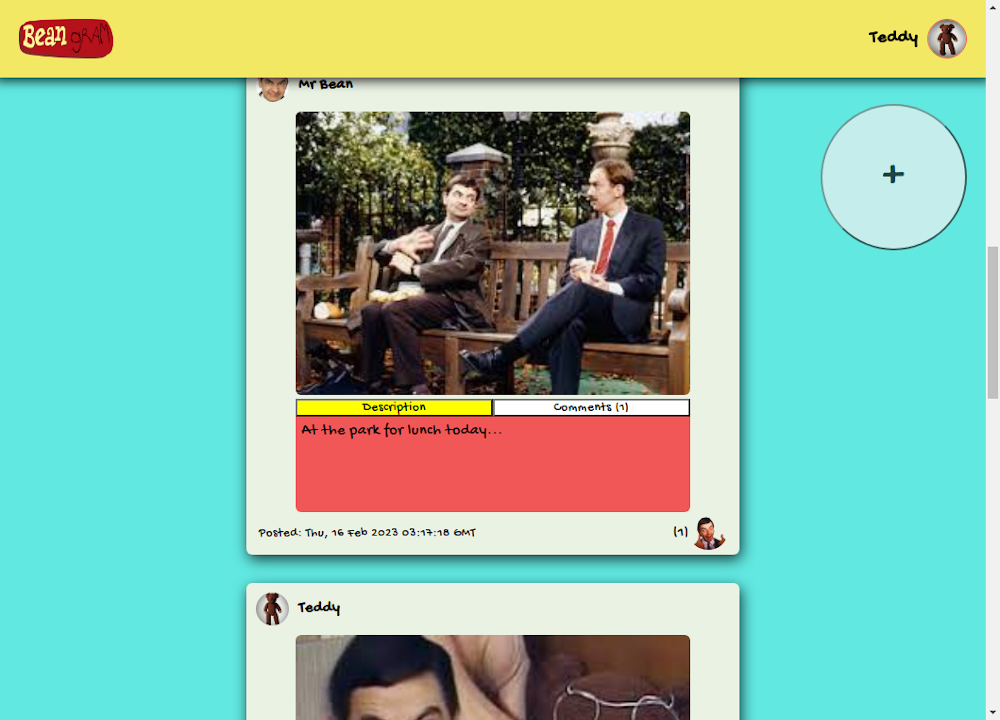 Bean gRAM
Teddy
Mr Bean
+
Description
Comments (1)
At the park for lunch today...
Posted: Thu, 16 Feb 2023 03:17:18 GMT
(1)
Teddy